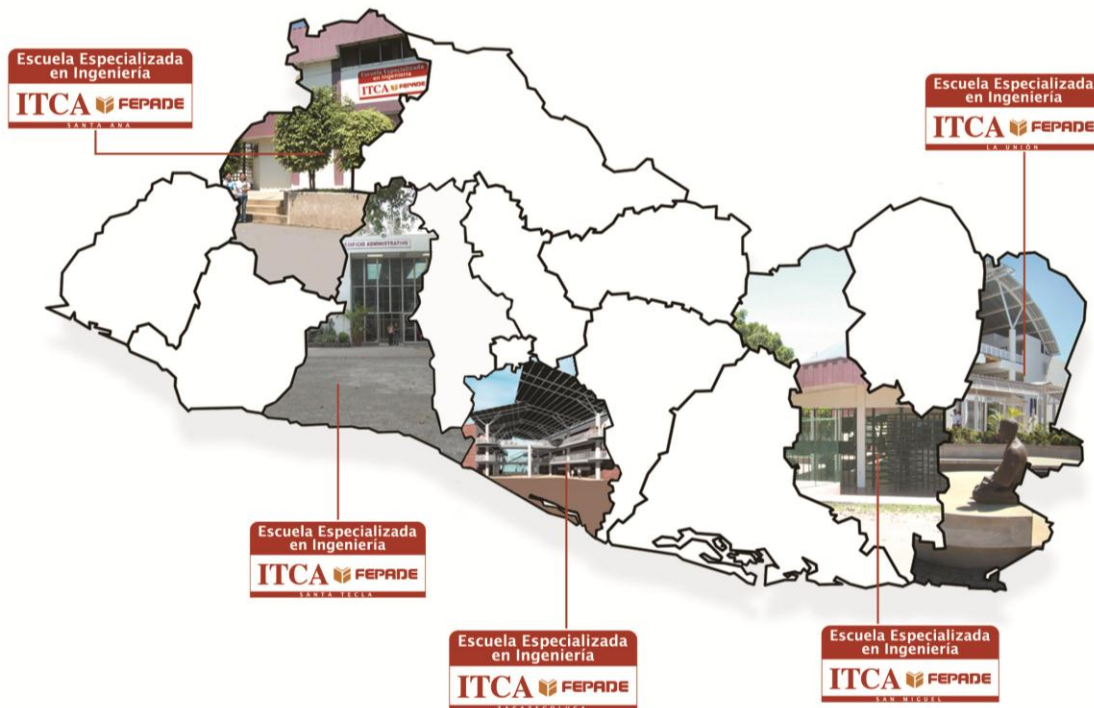 Escuela Especializada
en Ingeniería
ITCA FEPADE
SANTA ANA
Escuela Especializada
en Ingeniería
ITCA FEPADE
Escuela Especializada
en Ingeniería
ITCA FEPADE
LA UNIÓN
EDIFICIO ADMINISTRATIVO
Escuela Especializada
en Ingeniería
ITCA FEPADE
SANTA TECLA
Escuela Especializada
en Ingeniería
ITCA FEPADE
ZACATECOLUCA
Escuela Especializada
en Ingeniería
ITCA FEPADE
SAN MIGUEL